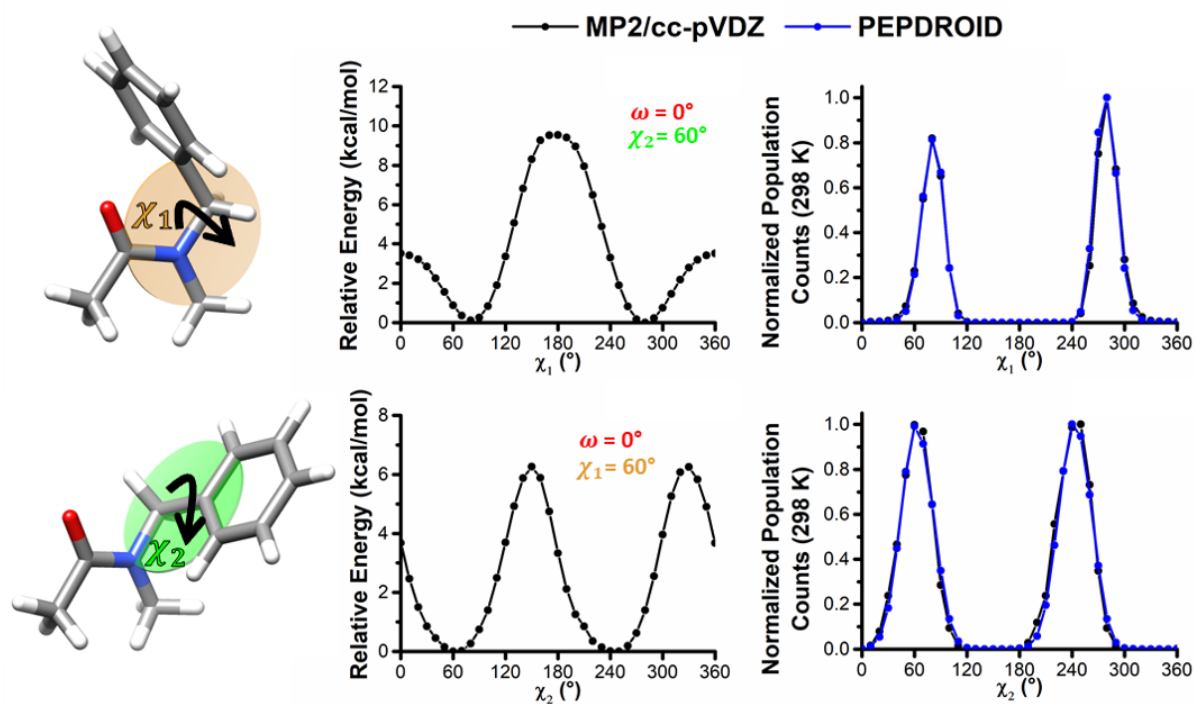 MP2/cc-pVDZ PEPDROID
χ1
Relative Energy (kcal/mol)
12
10
8
6
4
2
0
0 60 120 180 240 300 360
χ1 (°)
ω = 0°
χ2 = 60°
Normalized Population
Counts (298 K)
1.0
0.8
0.6
0.4
0.2
0.0
0 60 120 180 240 300 360
χ1 (°)
χ2
Relative Energy (kcal/mol)
8
6
4
2
0
0 60 120 180 240 300 360
χ2 (°)
ω = 0°
χ1 = 60°
Normalized Population
Counts (298 K)
1.0
0.8
0.6
0.4
0.2
0.0
0 60 120 180 240 300 360
χ2 (°)